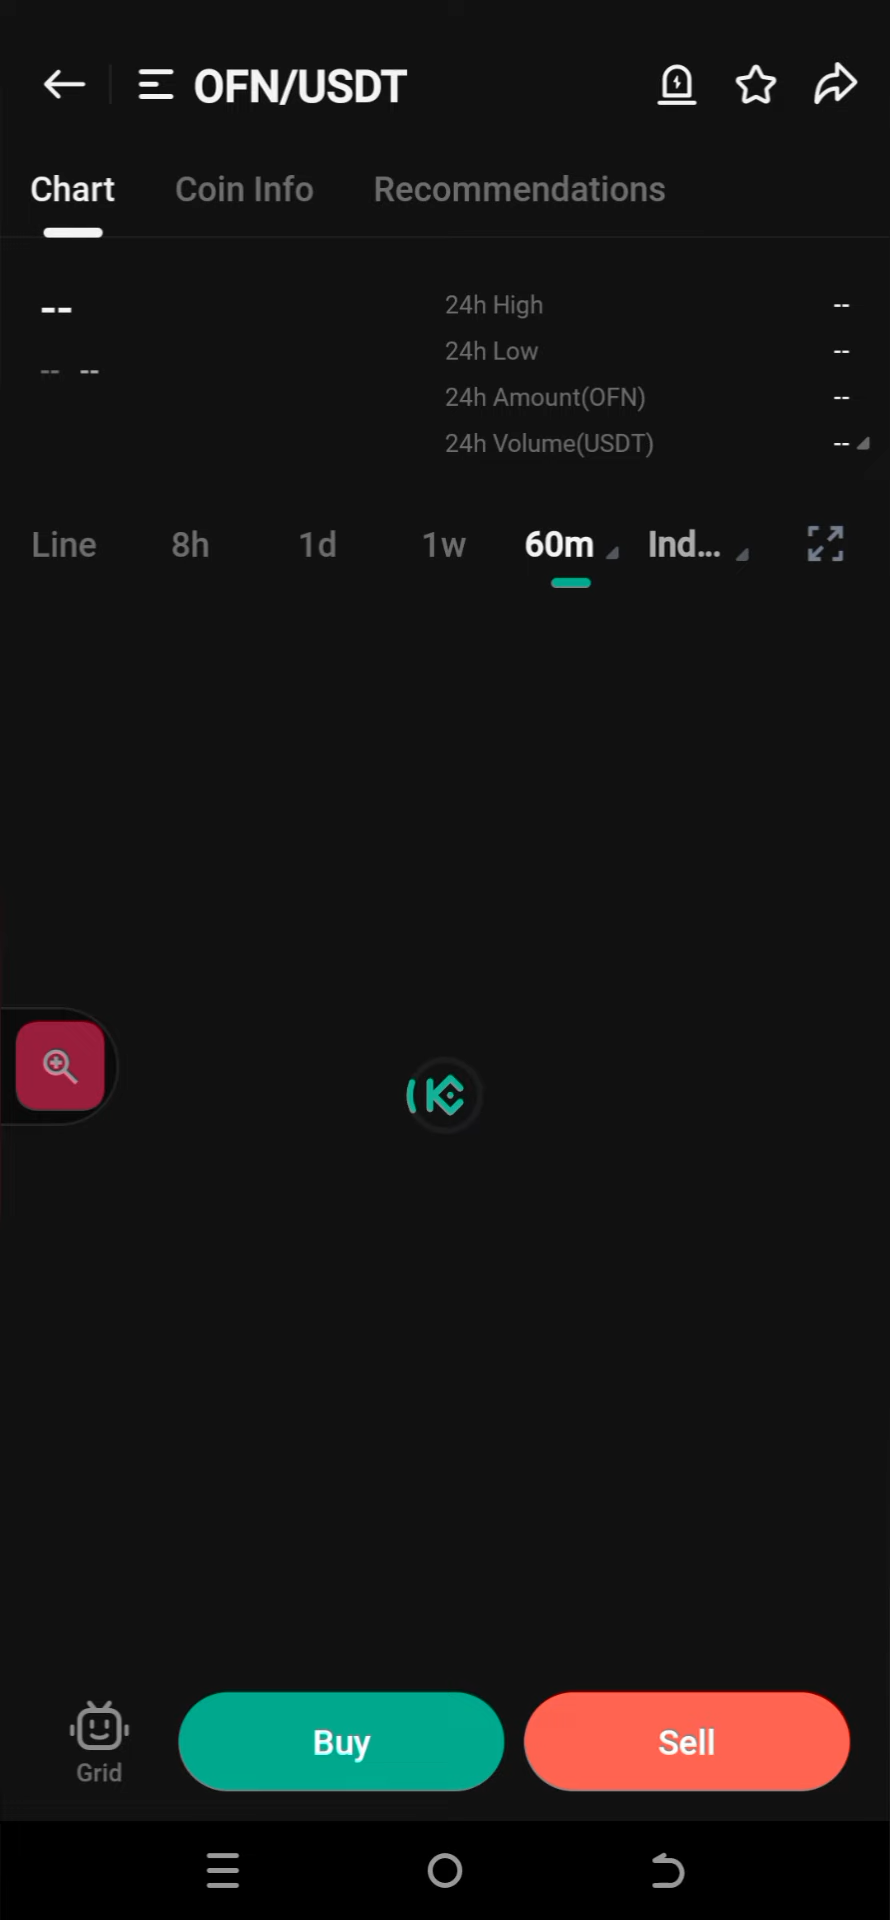 OFN/USDT
Chart Coin Info Recommendations
--
-- --
24h High --
24h Low --
24h Amount(OFN) --
24h Volume(USDT) --
Line 8h 1d 1w 60m Ind...
Grid
Buy
Sell